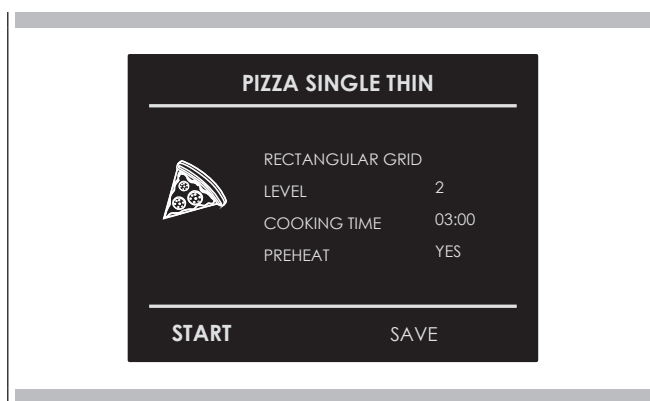 PIZZA SINGLE THIN
RECTANGULAR GRID
LEVEL 2
COOKING TIME 03:00
PREHEAT YES
START SAVE